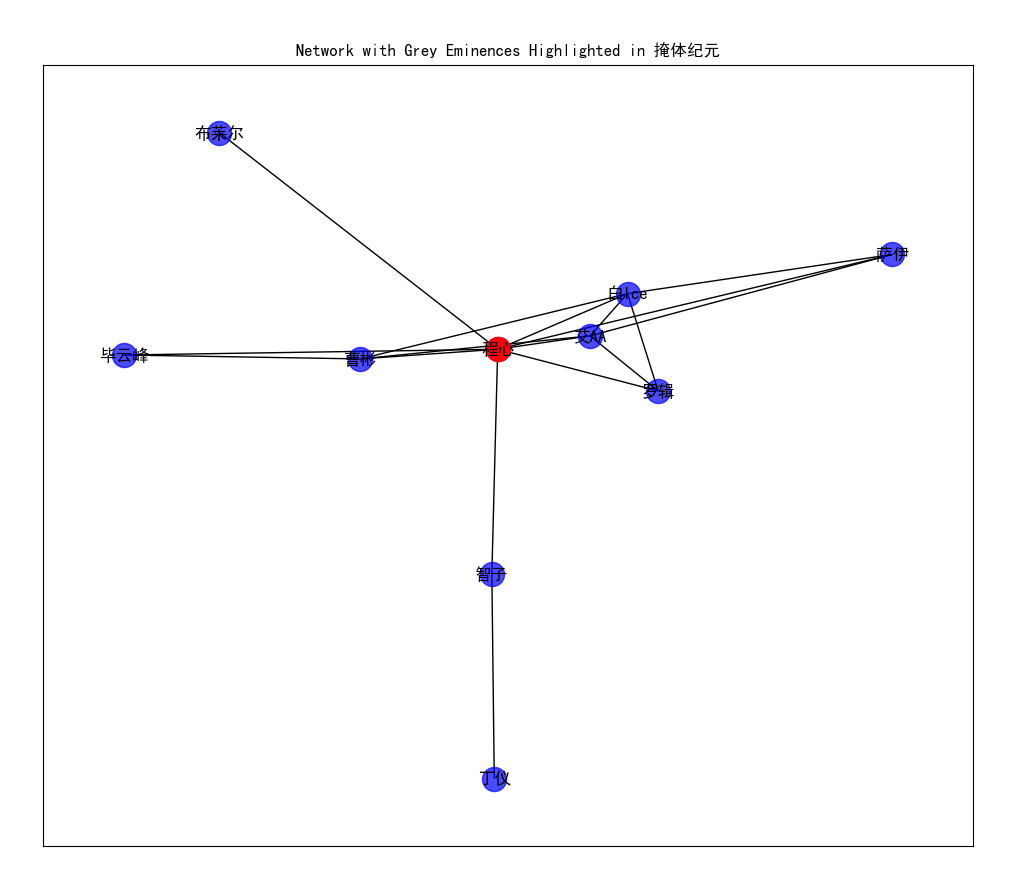 Network with Grey Eminences Highlighted in 掩体纪元
布莱尔
萨伊
白Ice
艾AA
程心
毕云峰
曹彬
罗辑
智子
丁仪